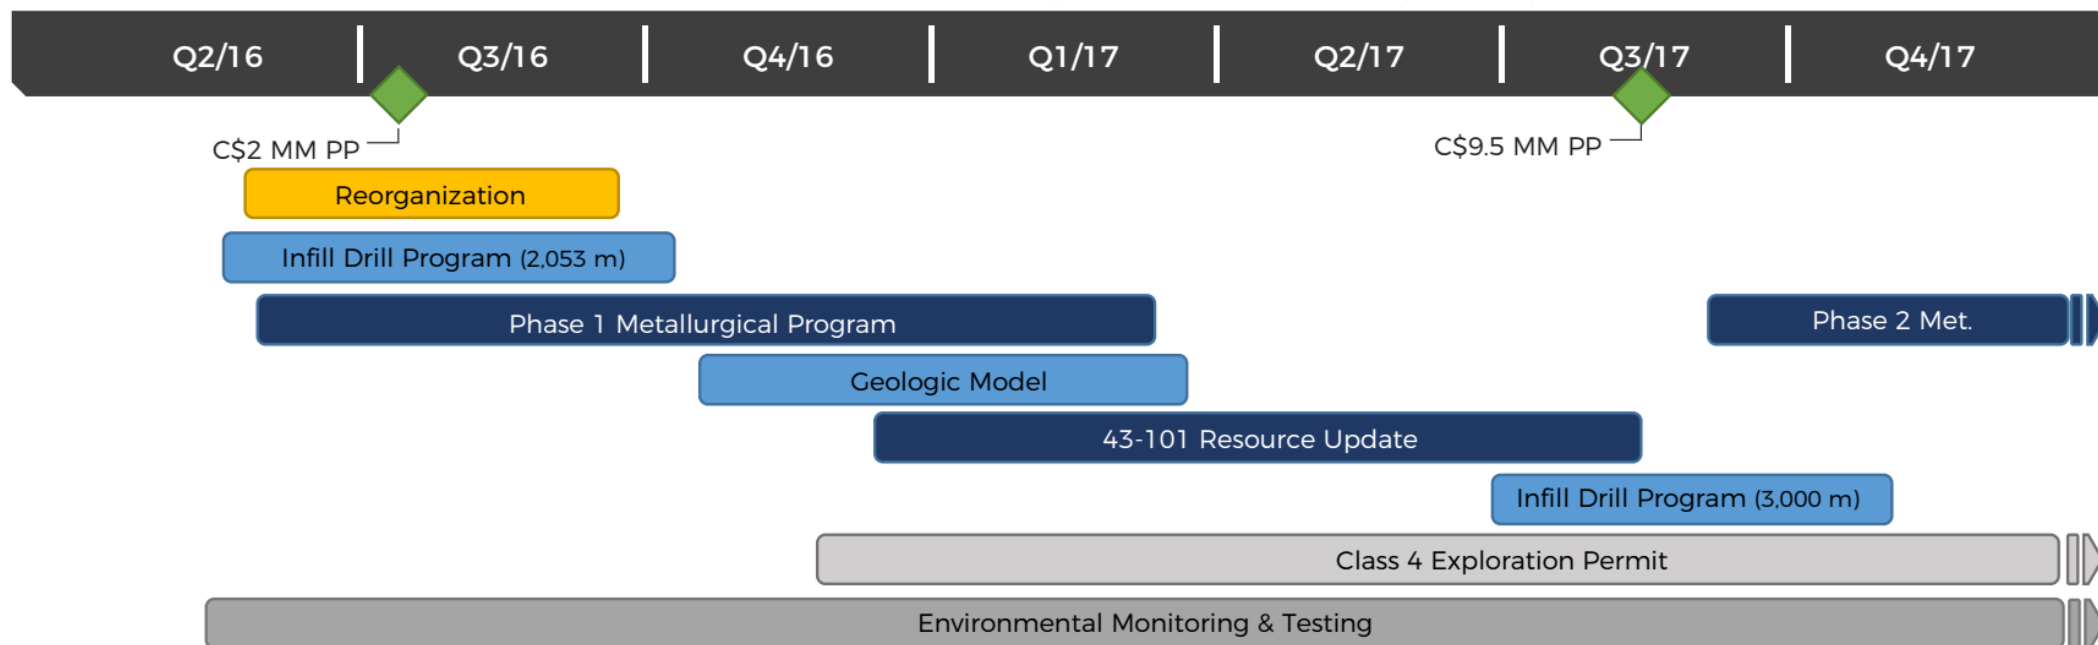 Q2/16 Q3/16 Q4/16 Q1/17 Q2/17 Q3/17 Q4/17
C$2 MM PP
C$9.5 MM PP
Reorganization
Infill Drill Program (2,053 m)
Phase 1 Metallurgical Program
Phase 2 Met.
Geologic Model
43-101 Resource Update
Infill Drill Program (3,000 m)
Class 4 Exploration Permit
Environmental Monitoring & Testing